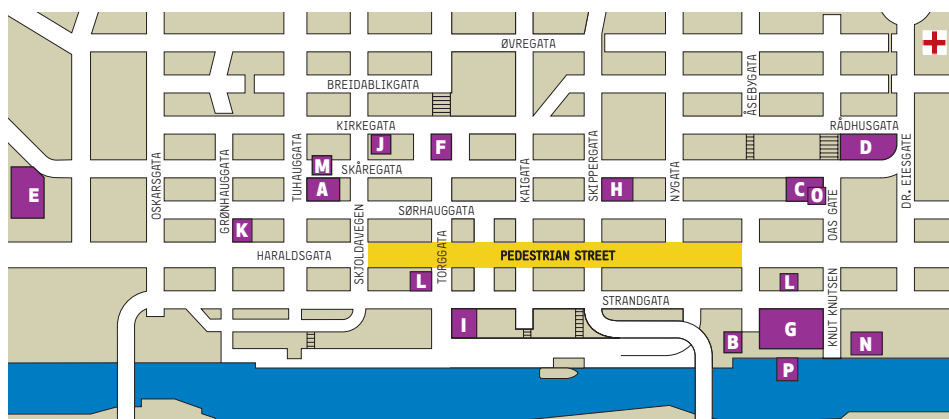 ØVREGATA
BREIDABLIKGATA
ÅSEBYGATA
KIRKEGATA
RÅDHUSGATA
J
F
D
M
SKÅREGATA
A
H
C
O
E
OSKARSGATA
GRØNHAUGGATA
TUHAUGGATA
KAIGATA
SKIPPERGATA
NYGATA
DR. EIESGATE
SØRHAUGGATA
K
HARALDSGATA
SKJOLDAVEGEN
TORGGATA
PEDESTRIAN STREET
KNUT KNUTSEN
OAS GATE
L
L
STRANDGATA
I
G
B
N
P